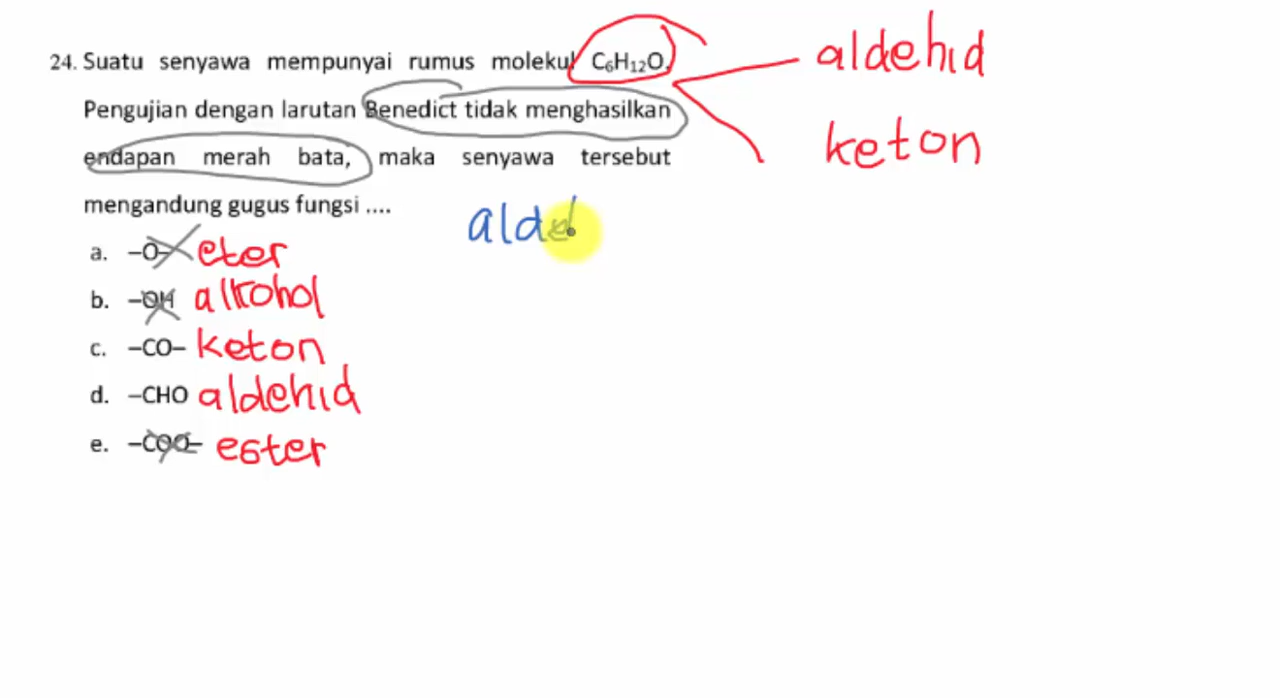 24. Suatu senyawa mempunyai rumus molekul C₆H₁₂O. aldehid
Pengujian dengan larutan Benedict tidak menghasilkan keton
endapan merah bata, maka senyawa tersebut
mengandung gugus fungsi .... alde
a. –O– eter
b. –OH alkohol
c. –CO– keton
d. –CHO aldehid
e. –COO– ester